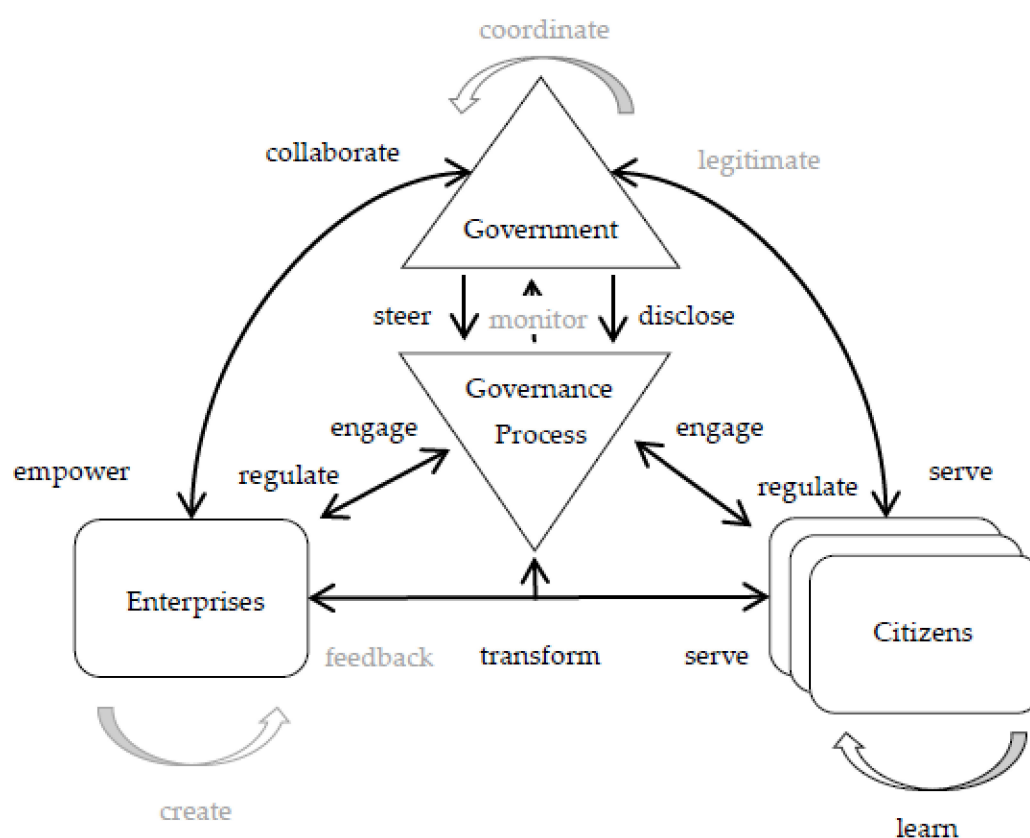 coordinate
collaborate
legitimate
Government
steer
monitor
disclose
Governance
Process
engage
engage
empower
regulate
regulate
serve
Enterprises
Citizens
feedback
transform
serve
create
learn